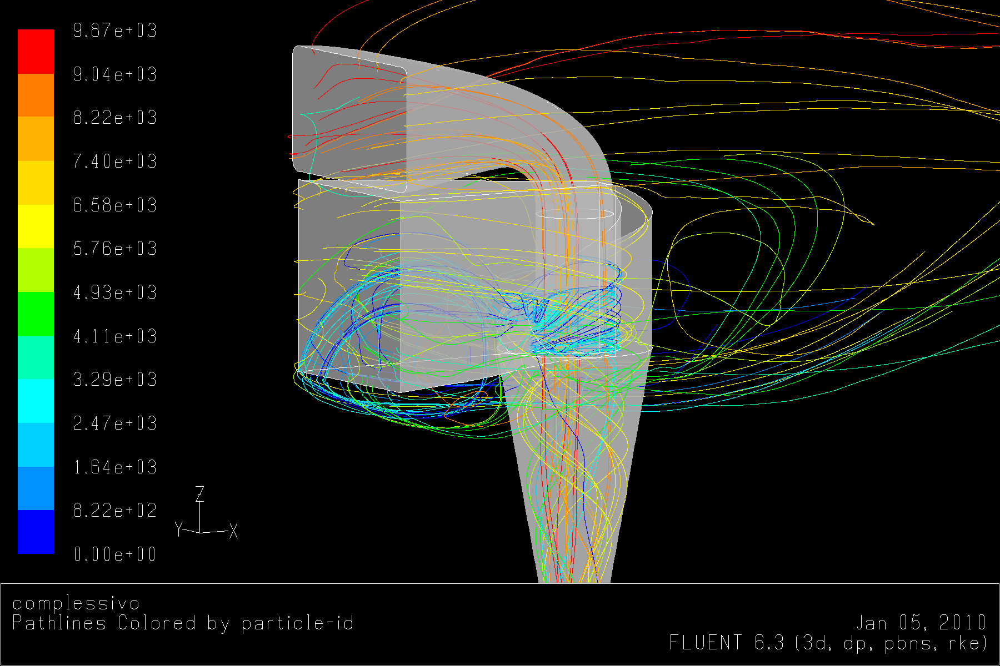 9.87e+03
9.04e+03
8.22e+03
7.40e+03
6.58e+03
5.76e+03
4.93e+03
4.11e+03
3.29e+03
2.47e+03
1.64e+03
8.22e+02
0.00e+00
Z
Y
X
complessivo
Pathlines Colored by particle-id
Jan 05, 2010
FLUENT 6.3 (3d, dp, pbns, rke)